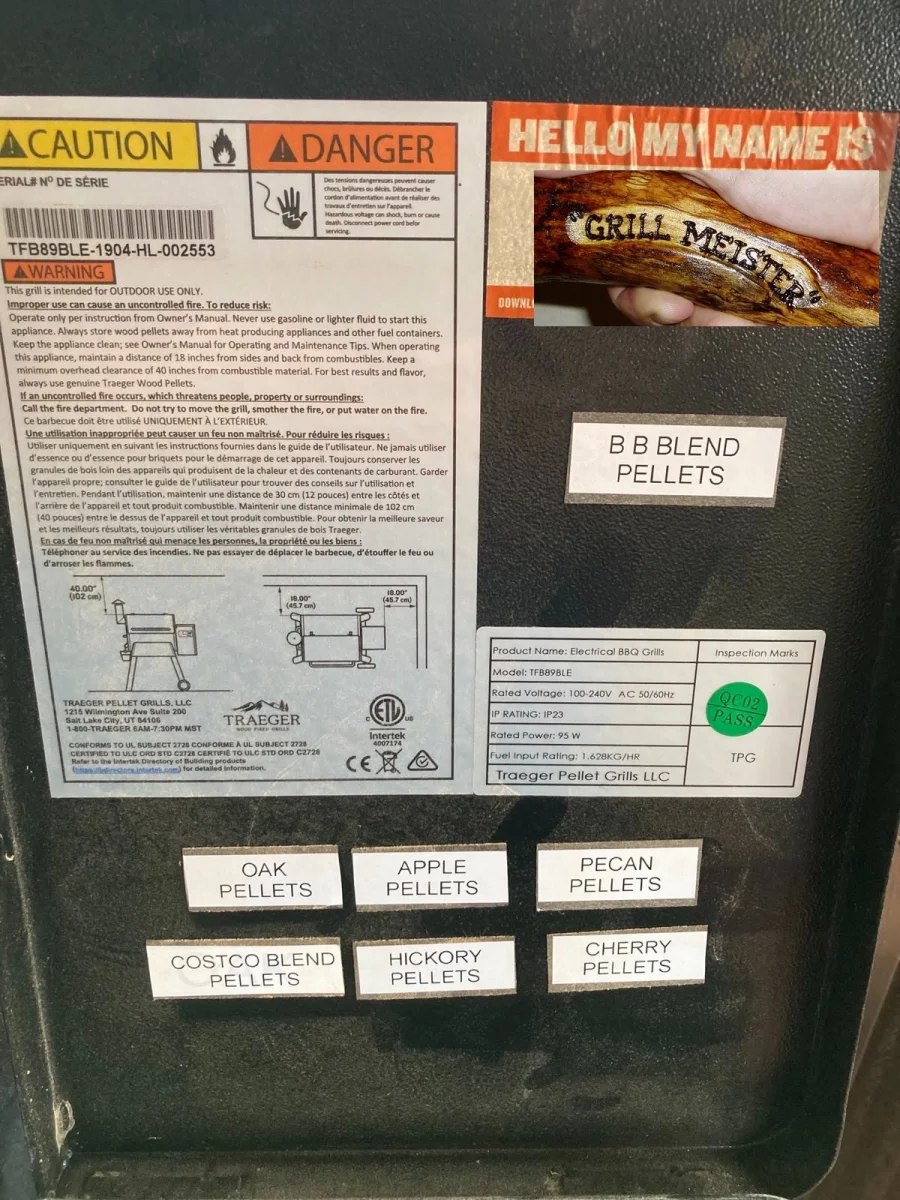 CAUTION
DANGER
ERIAL# Nº DE SÉRIE
Des tensions dangereuses peuvent causer
chocs, brûlures ou décès. Débrancher le
cordon d'alimentation avant de réaliser des
travaux d'entretien sur l'appareil.
Hazardous voltage can shock, burn or cause
death. Disconnect power cord befor
servicing.
TFB89BLE-1904-HL-002553
WARNING
This grill is intended for OUTDOOR USE ONLY.
Improper use can cause an uncontrolled fire. To reduce risk:
Operate only per instruction from Owner's Manual. Never use gasoline or lighter fluid to start this
appliance. Always store wood pellets away from heat producing appliances and other fuel containers.
Keep the appliance clean; see Owner's Manual for Operating and Maintenance Tips. When operating
this appliance, maintain a distance of 18 inches from sides and back from combustibles. Keep a
minimum overhead clearance of 40 inches from combustible material. For best results and flavor,
always use genuine Traeger Wood Pellets.
If an uncontrolled fire occurs, which threatens people, property or surroundings:
Call the fire department. Do not try to move the grill, smother the fire, or put water on the fire.
Ce barbecue doit être utilisé UNIQUEMENT À L'EXTÉRIEUR.
Une utilisation inappropriée peut causer un feu non maîtrisé. Pour réduire les risques :
Utiliser uniquement en suivant les instructions fournies dans le guide de l'utilisateur. Ne jamais utiliser
d'essence ou d'essence pour briquets pour le démarrage de cet appareil. Toujours conserver les
granules de bois loin des appareils qui produisent de la chaleur et des contenants de carburant. Garder
l'appareil propre; consulter le guide de l'utilisateur pour trouver des conseils sur l'utilisation et
l'entretien. Pendant l'utilisation, maintenir une distance de 30 cm (12 pouces) entre les côtés et
l'arrière de l'appareil et tout produit combustible. Maintenir une distance minimale de 102 cm
(40 pouces) entre le dessus de l'appareil et tout produit combustible. Pour obtenir la meilleure saveur
et les meilleurs résultats, toujours utiliser les véritables granules de bois Traeger.
En cas de feu non maîtrisé qui menace les personnes, la propriété ou les biens :
Téléphoner au service des incendies. Ne pas essayer de déplacer le barbecue, d'étouffer le feu ou
d'arroser les flammes.
40.00"
(102 cm)
18.00"
(45.7 cm)
18.00"
(45.7 cm)
TRAEGER PELLET GRILLS, LLC
1215 Wilmington Ave Suite 200
Salt Lake City, UT 84106
1-800-TRAEGER 8AM-7:30PM MST
TRAEGER
WOOD FIRED GRILLS
ETL
C US
Intertek
4007174
CONFORMS TO UL SUBJECT 2728 CONFORME À UL SUBJECT 2728
CERTIFIED TO ULC ORD STD C2728 CERTIFIÉ TO ULC STD ORD C2728
Refer to the Intertek Directory of Building products
(https://bpdirectory.intertek.com) for detailed information.
CE
HELLO MY NAME IS
"GRILL MEISTER"
DOWNL
B B BLEND
PELLETS
Product Name: Electrical BBQ Grills
Model: TFB89BLE
Rated Voltage: 100-240V AC 50/60Hz
IP RATING: IP23
Rated Power: 95 W
Fuel Input Rating: 1.628KG/HR
Traeger Pellet Grills LLC
Inspection Marks
QC02
PASS
TPG
OAK
PELLETS
APPLE
PELLETS
PECAN
PELLETS
COSTCO BLEND
PELLETS
HICKORY
PELLETS
CHERRY
PELLETS